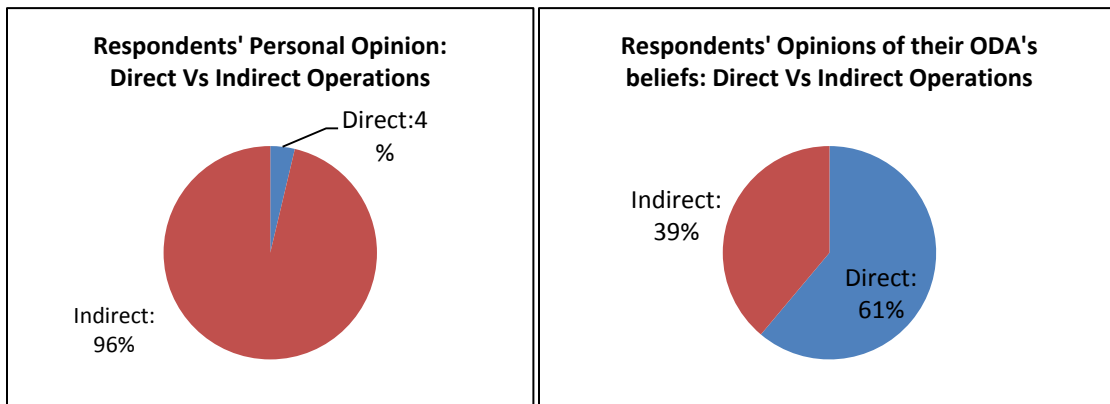 Respondents' Personal Opinion:
Direct Vs Indirect Operations
Direct:4
%
Indirect:
96%
Respondents' Opinions of their ODA's
beliefs: Direct Vs Indirect Operations
Indirect:
39%
Direct:
61%